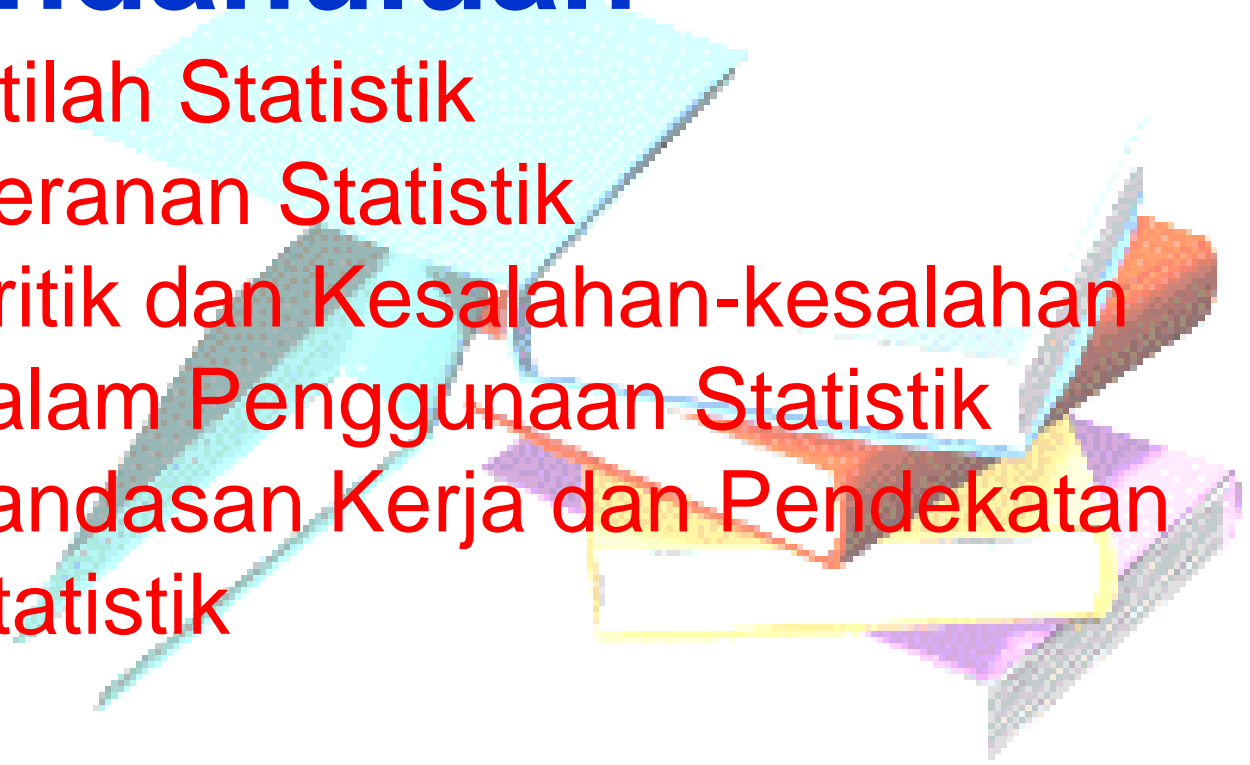 tilah Statistik
eranan Statistik
ritik dan Kesalahan-kesalahan
alam Penggunaan Statistik
andasan Kerja dan Pendekatan
tatistik